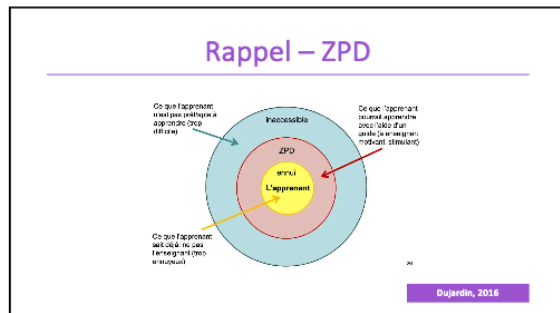 Rappel – ZPD
Ce que l'apprenant
n'est pas prêt à
apprendre (trop
difficile)
Inaccessible
Ce que l'apprenant
pourrait apprendre
avec l'aide d'un
guide (à enseigner:
motivant, stimulant)
ZPD
ennui
L'apprenant
Ce que l'apprenant
sait déjà: ne pas
l'enseignant (trop
ennuyeux)
Dujardin, 2016